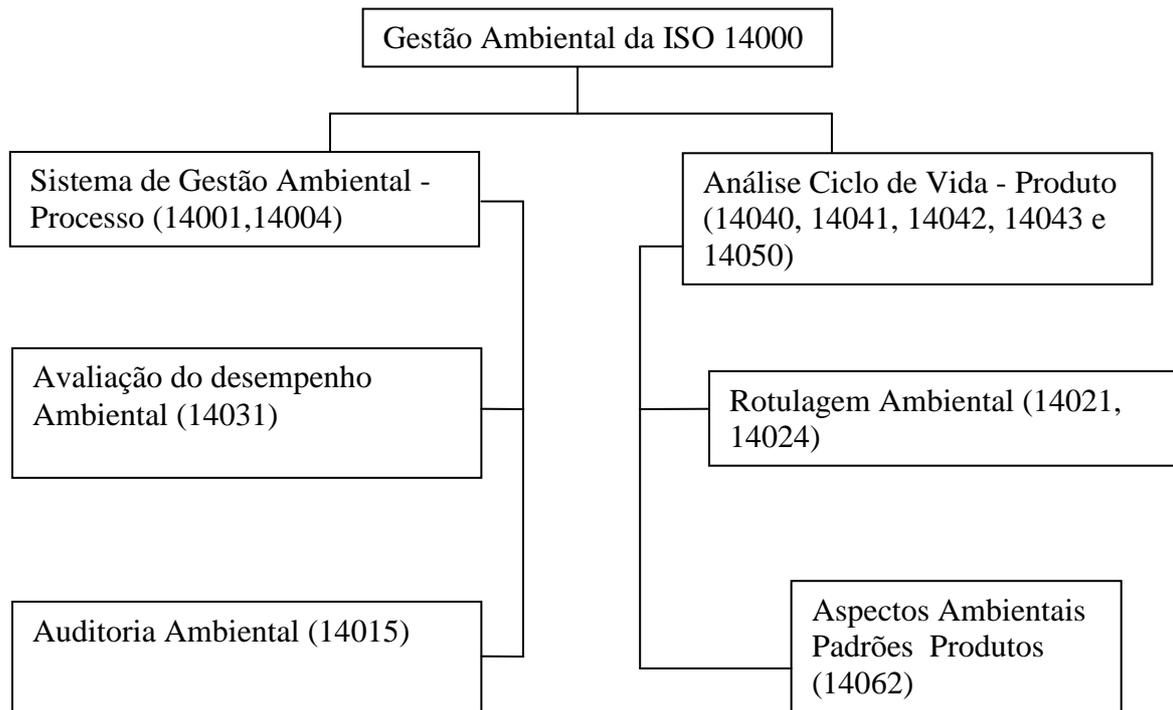 Gestão Ambiental da ISO 14000
Sistema de Gestão Ambiental -
Processo (14001,14004)
Análise Ciclo de Vida - Produto
(14040, 14041, 14042, 14043 e
14050)
Avaliação do desempenho
Ambiental (14031)
Rotulagem Ambiental (14021,
14024)
Auditoria Ambiental (14015)
Aspectos Ambientais
Padrões Produtos
(14062)